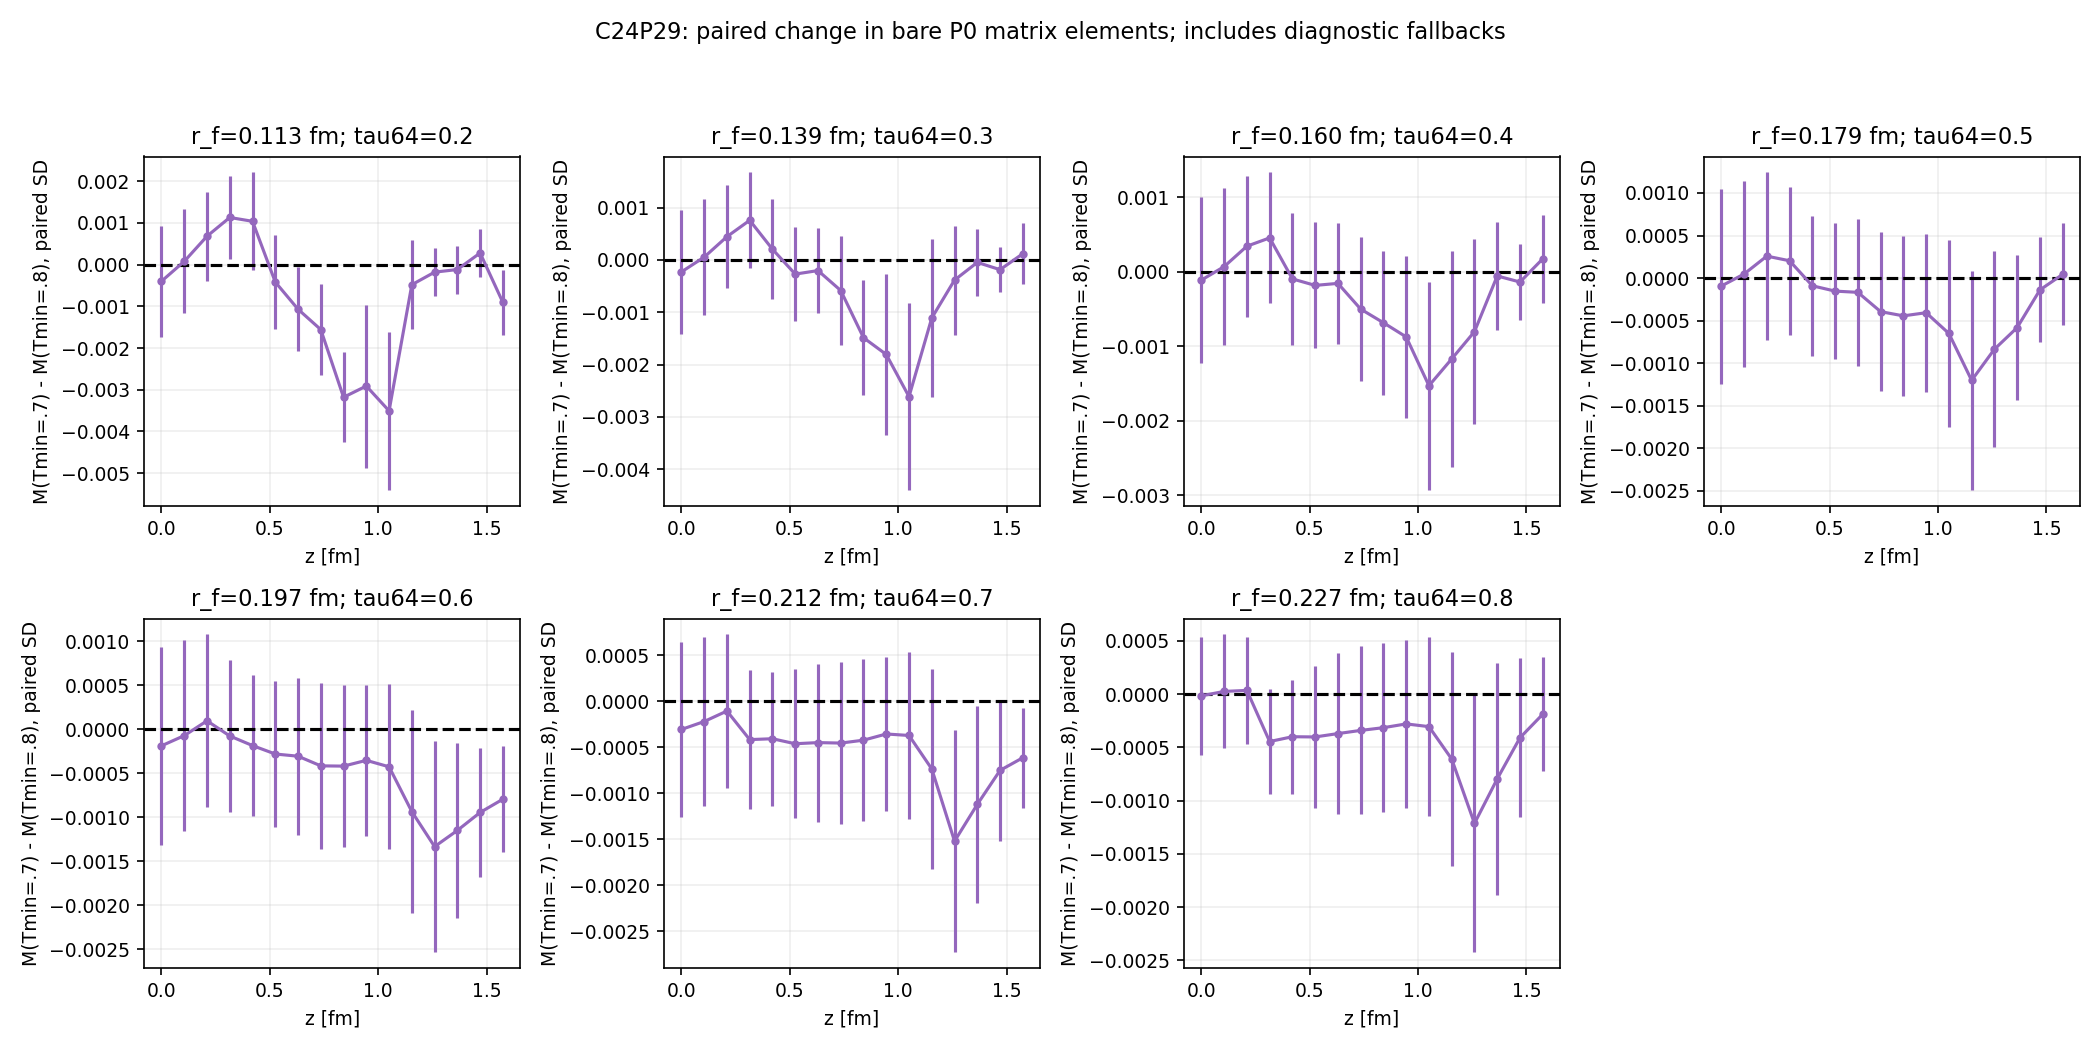 C24P29: paired change in bare P0 matrix elements; includes diagnostic fallbacks
r_f=0.113 fm; tau64=0.2
M(Tmin=.7) - M(Tmin=.8), paired SD
0.002
0.001
0.000
−0.001
−0.002
−0.003
−0.004
−0.005
0.0 0.5 1.0 1.5
z [fm]
r_f=0.139 fm; tau64=0.3
M(Tmin=.7) - M(Tmin=.8), paired SD
0.001
0.000
−0.001
−0.002
−0.003
−0.004
0.0 0.5 1.0 1.5
z [fm]
r_f=0.160 fm; tau64=0.4
M(Tmin=.7) - M(Tmin=.8), paired SD
0.001
0.000
−0.001
−0.002
−0.003
0.0 0.5 1.0 1.5
z [fm]
r_f=0.179 fm; tau64=0.5
M(Tmin=.7) - M(Tmin=.8), paired SD
0.0010
0.0005
0.0000
−0.0005
−0.0010
−0.0015
−0.0020
−0.0025
0.0 0.5 1.0 1.5
z [fm]
r_f=0.197 fm; tau64=0.6
M(Tmin=.7) - M(Tmin=.8), paired SD
0.0010
0.0005
0.0000
−0.0005
−0.0010
−0.0015
−0.0020
−0.0025
0.0 0.5 1.0 1.5
z [fm]
r_f=0.212 fm; tau64=0.7
M(Tmin=.7) - M(Tmin=.8), paired SD
0.0005
0.0000
−0.0005
−0.0010
−0.0015
−0.0020
−0.0025
0.0 0.5 1.0 1.5
z [fm]
r_f=0.227 fm; tau64=0.8
M(Tmin=.7) - M(Tmin=.8), paired SD
0.0005
0.0000
−0.0005
−0.0010
−0.0015
−0.0020
−0.0025
0.0 0.5 1.0 1.5
z [fm]